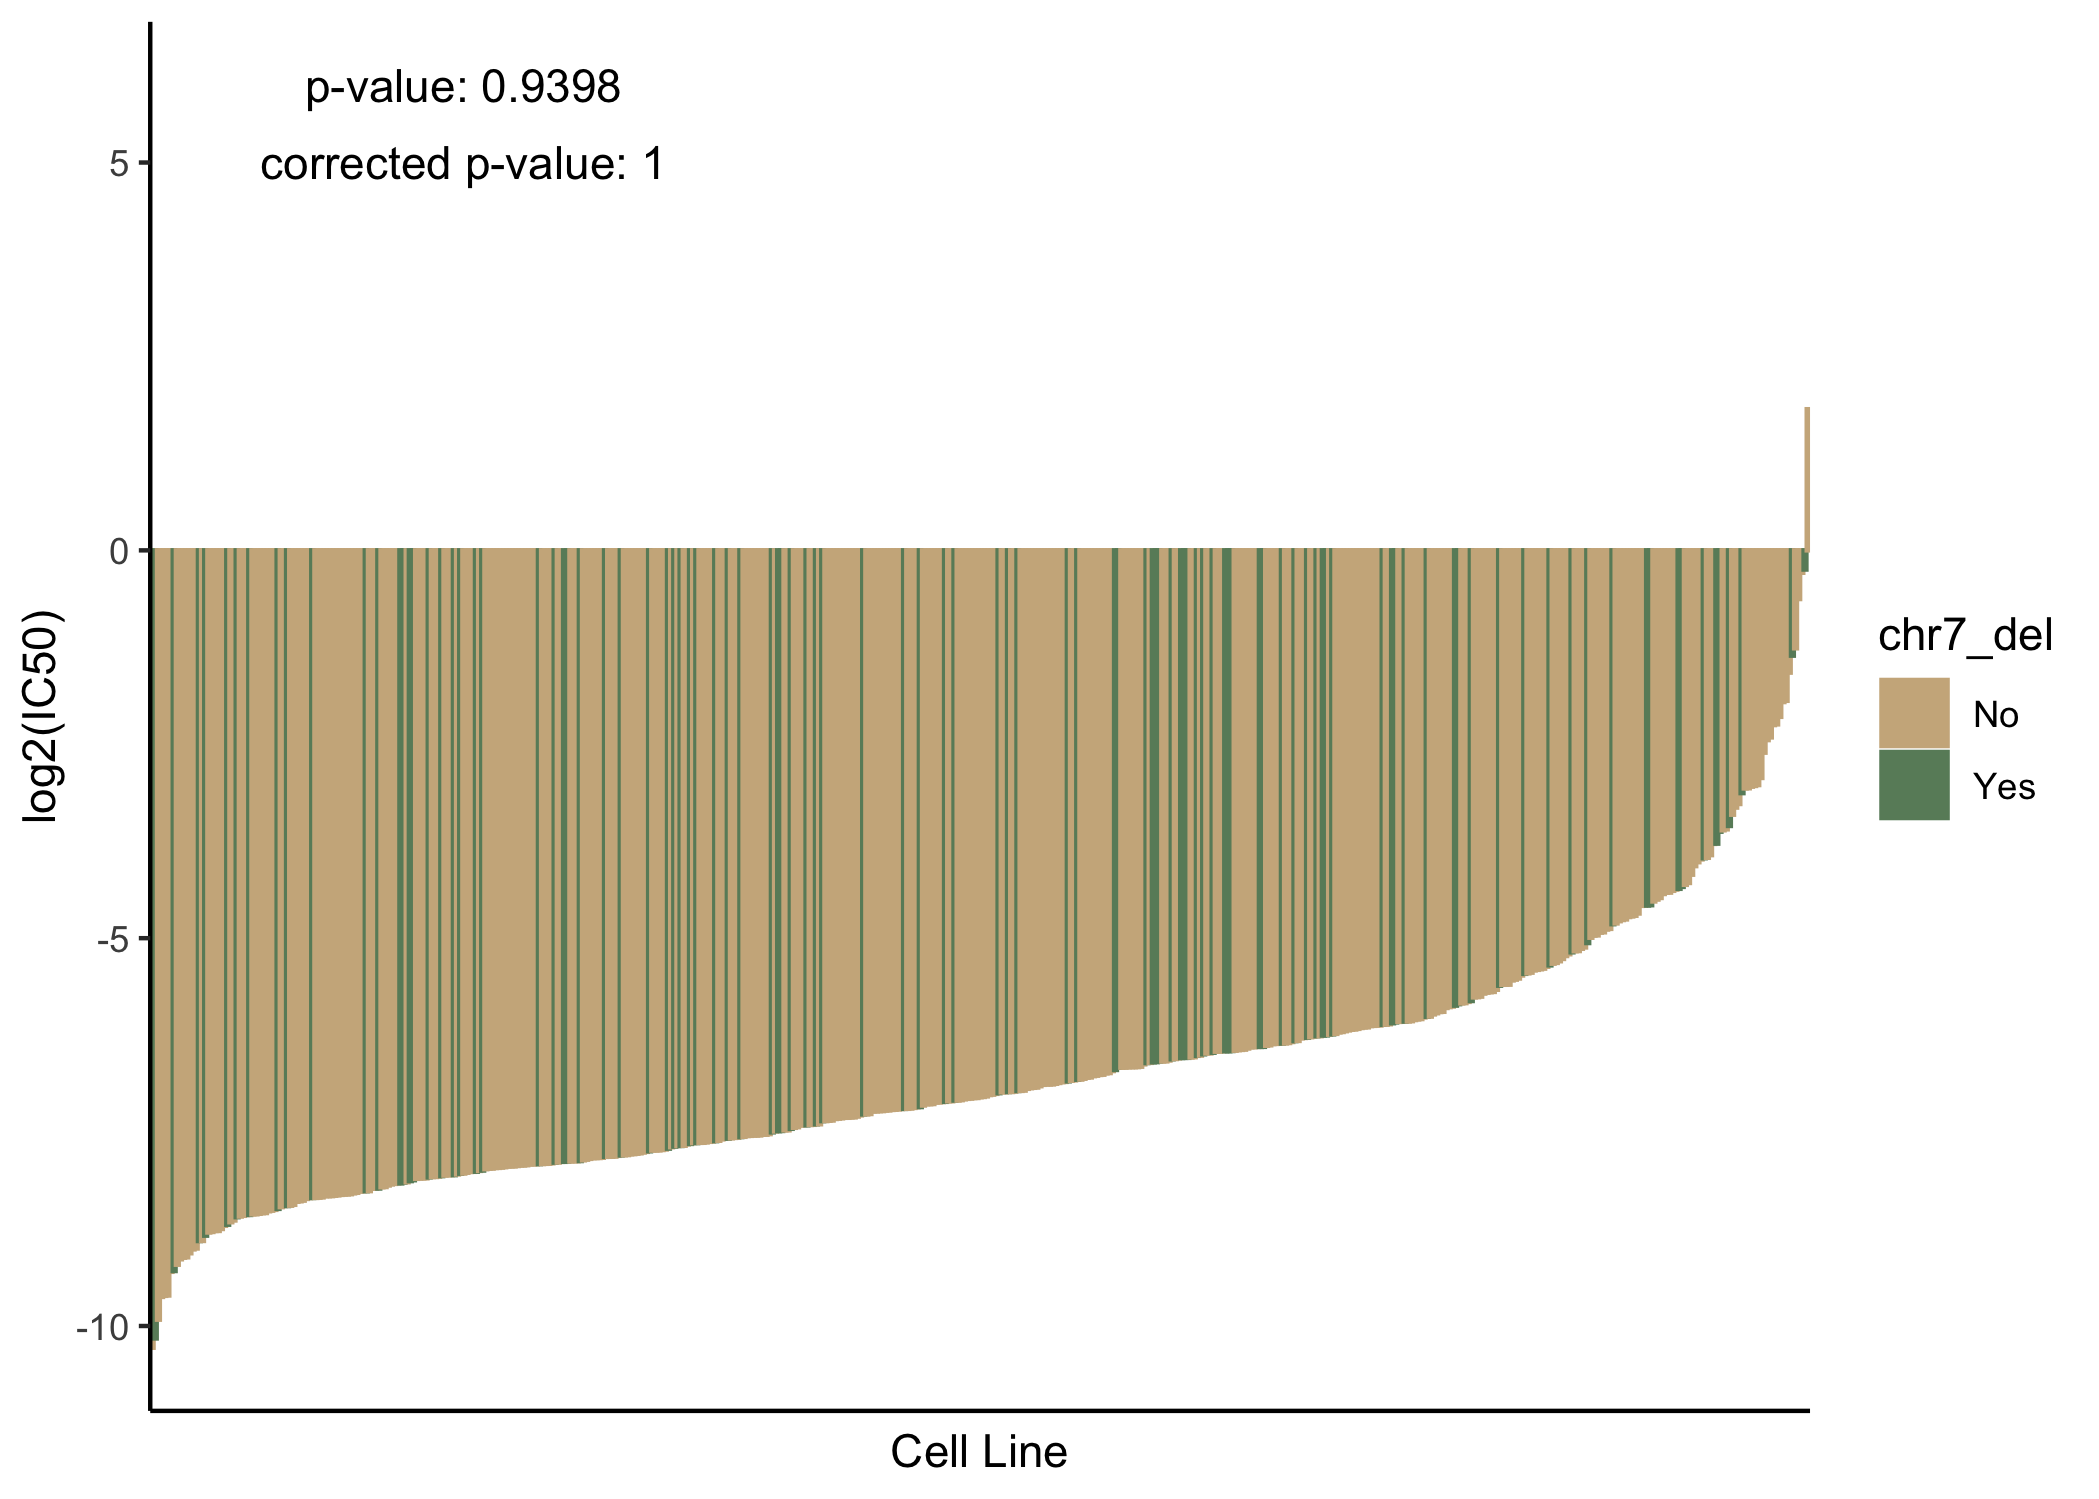 p-value: 0.9398
corrected p-value: 1
5
0
-5
-10
log2(IC50)
Cell Line
chr7_del
No
Yes